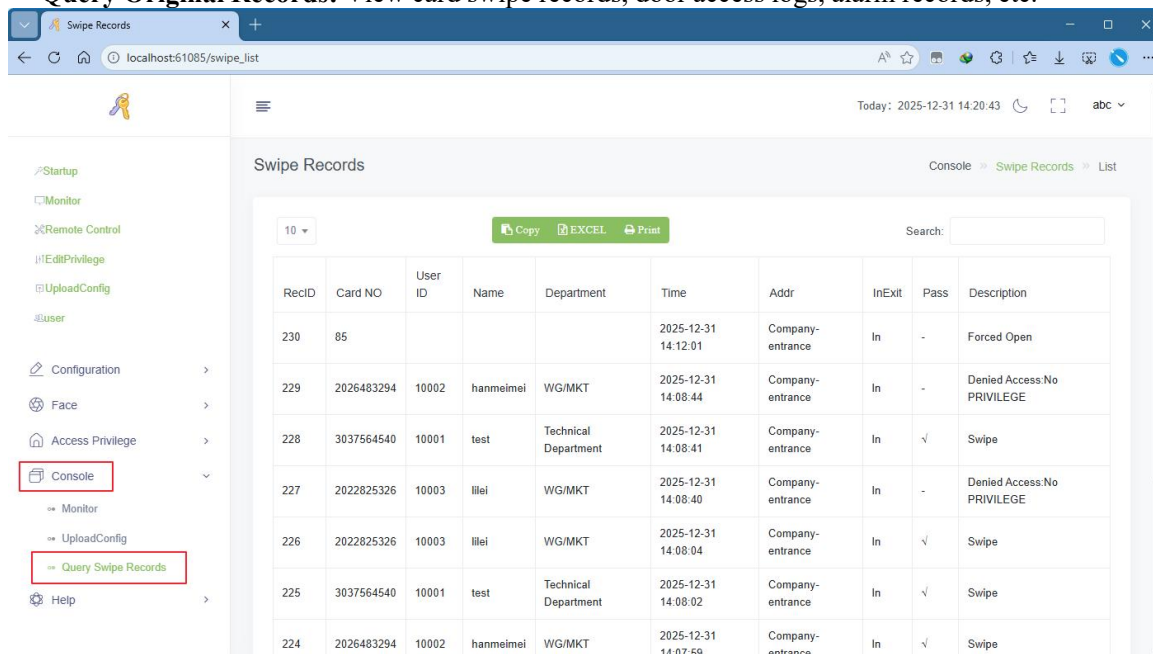 Query Original Records: View card swipe records, door access logs, alarm records, etc.
Swipe Records
localhost:61085/swipe_list
Today: 2025-12-31 14:20:43 abc
Swipe Records
Console » Swipe Records » List
Startup
Monitor
Remote Control
EditPrivilege
UploadConfig
user
Configuration
Face
Access Privilege
Console
Monitor
UploadConfig
Query Swipe Records
Help
10 Copy EXCEL Print Search:
RecID Card NO User ID Name Department Time Addr InExit Pass Description
230 85 2025-12-31 14:12:01 Company-entrance In - Forced Open
229 2026483294 10002 hanmeimei WG/MKT 2025-12-31 14:08:44 Company-entrance In - Denied Access:No PRIVILEGE
228 3037564540 10001 test Technical Department 2025-12-31 14:08:41 Company-entrance In √ Swipe
227 2022825326 10003 lilei WG/MKT 2025-12-31 14:08:40 Company-entrance In - Denied Access:No PRIVILEGE
226 2022825326 10003 lilei WG/MKT 2025-12-31 14:08:04 Company-entrance In √ Swipe
225 3037564540 10001 test Technical Department 2025-12-31 14:08:02 Company-entrance In √ Swipe
224 2026483294 10002 hanmeimei WG/MKT 2025-12-31 14:07:59 Company-entrance In √ Swipe